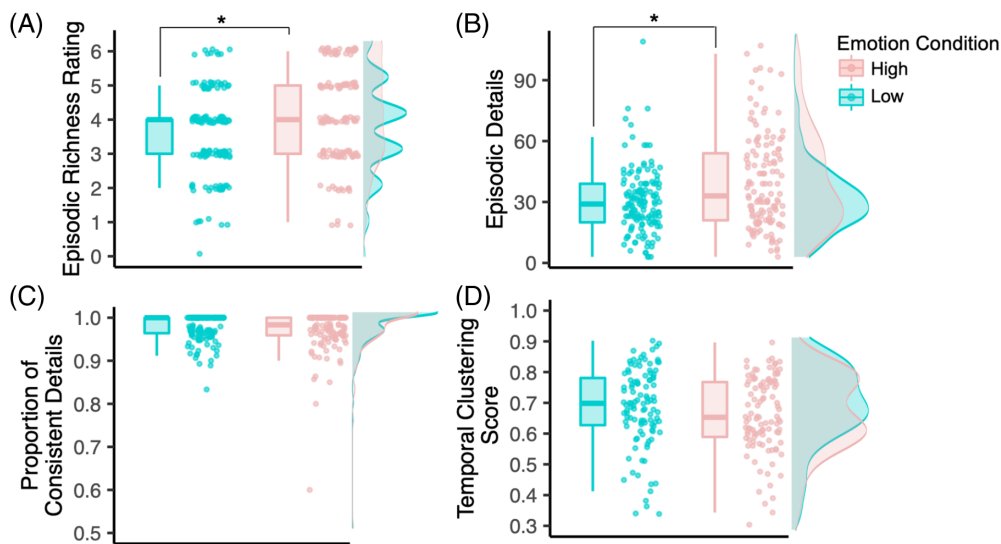 (A)
*
Episodic Richness Rating
6
5
4
3
2
1
0
(B)
*
Episodic Details
90
60
30
0
Emotion Condition
High
Low
(C)
Proportion of
Consistent Details
1.0
0.9
0.8
0.7
0.6
0.5
(D)
Temporal Clustering
Score
1.0
0.9
0.8
0.7
0.6
0.5
0.4
0.3